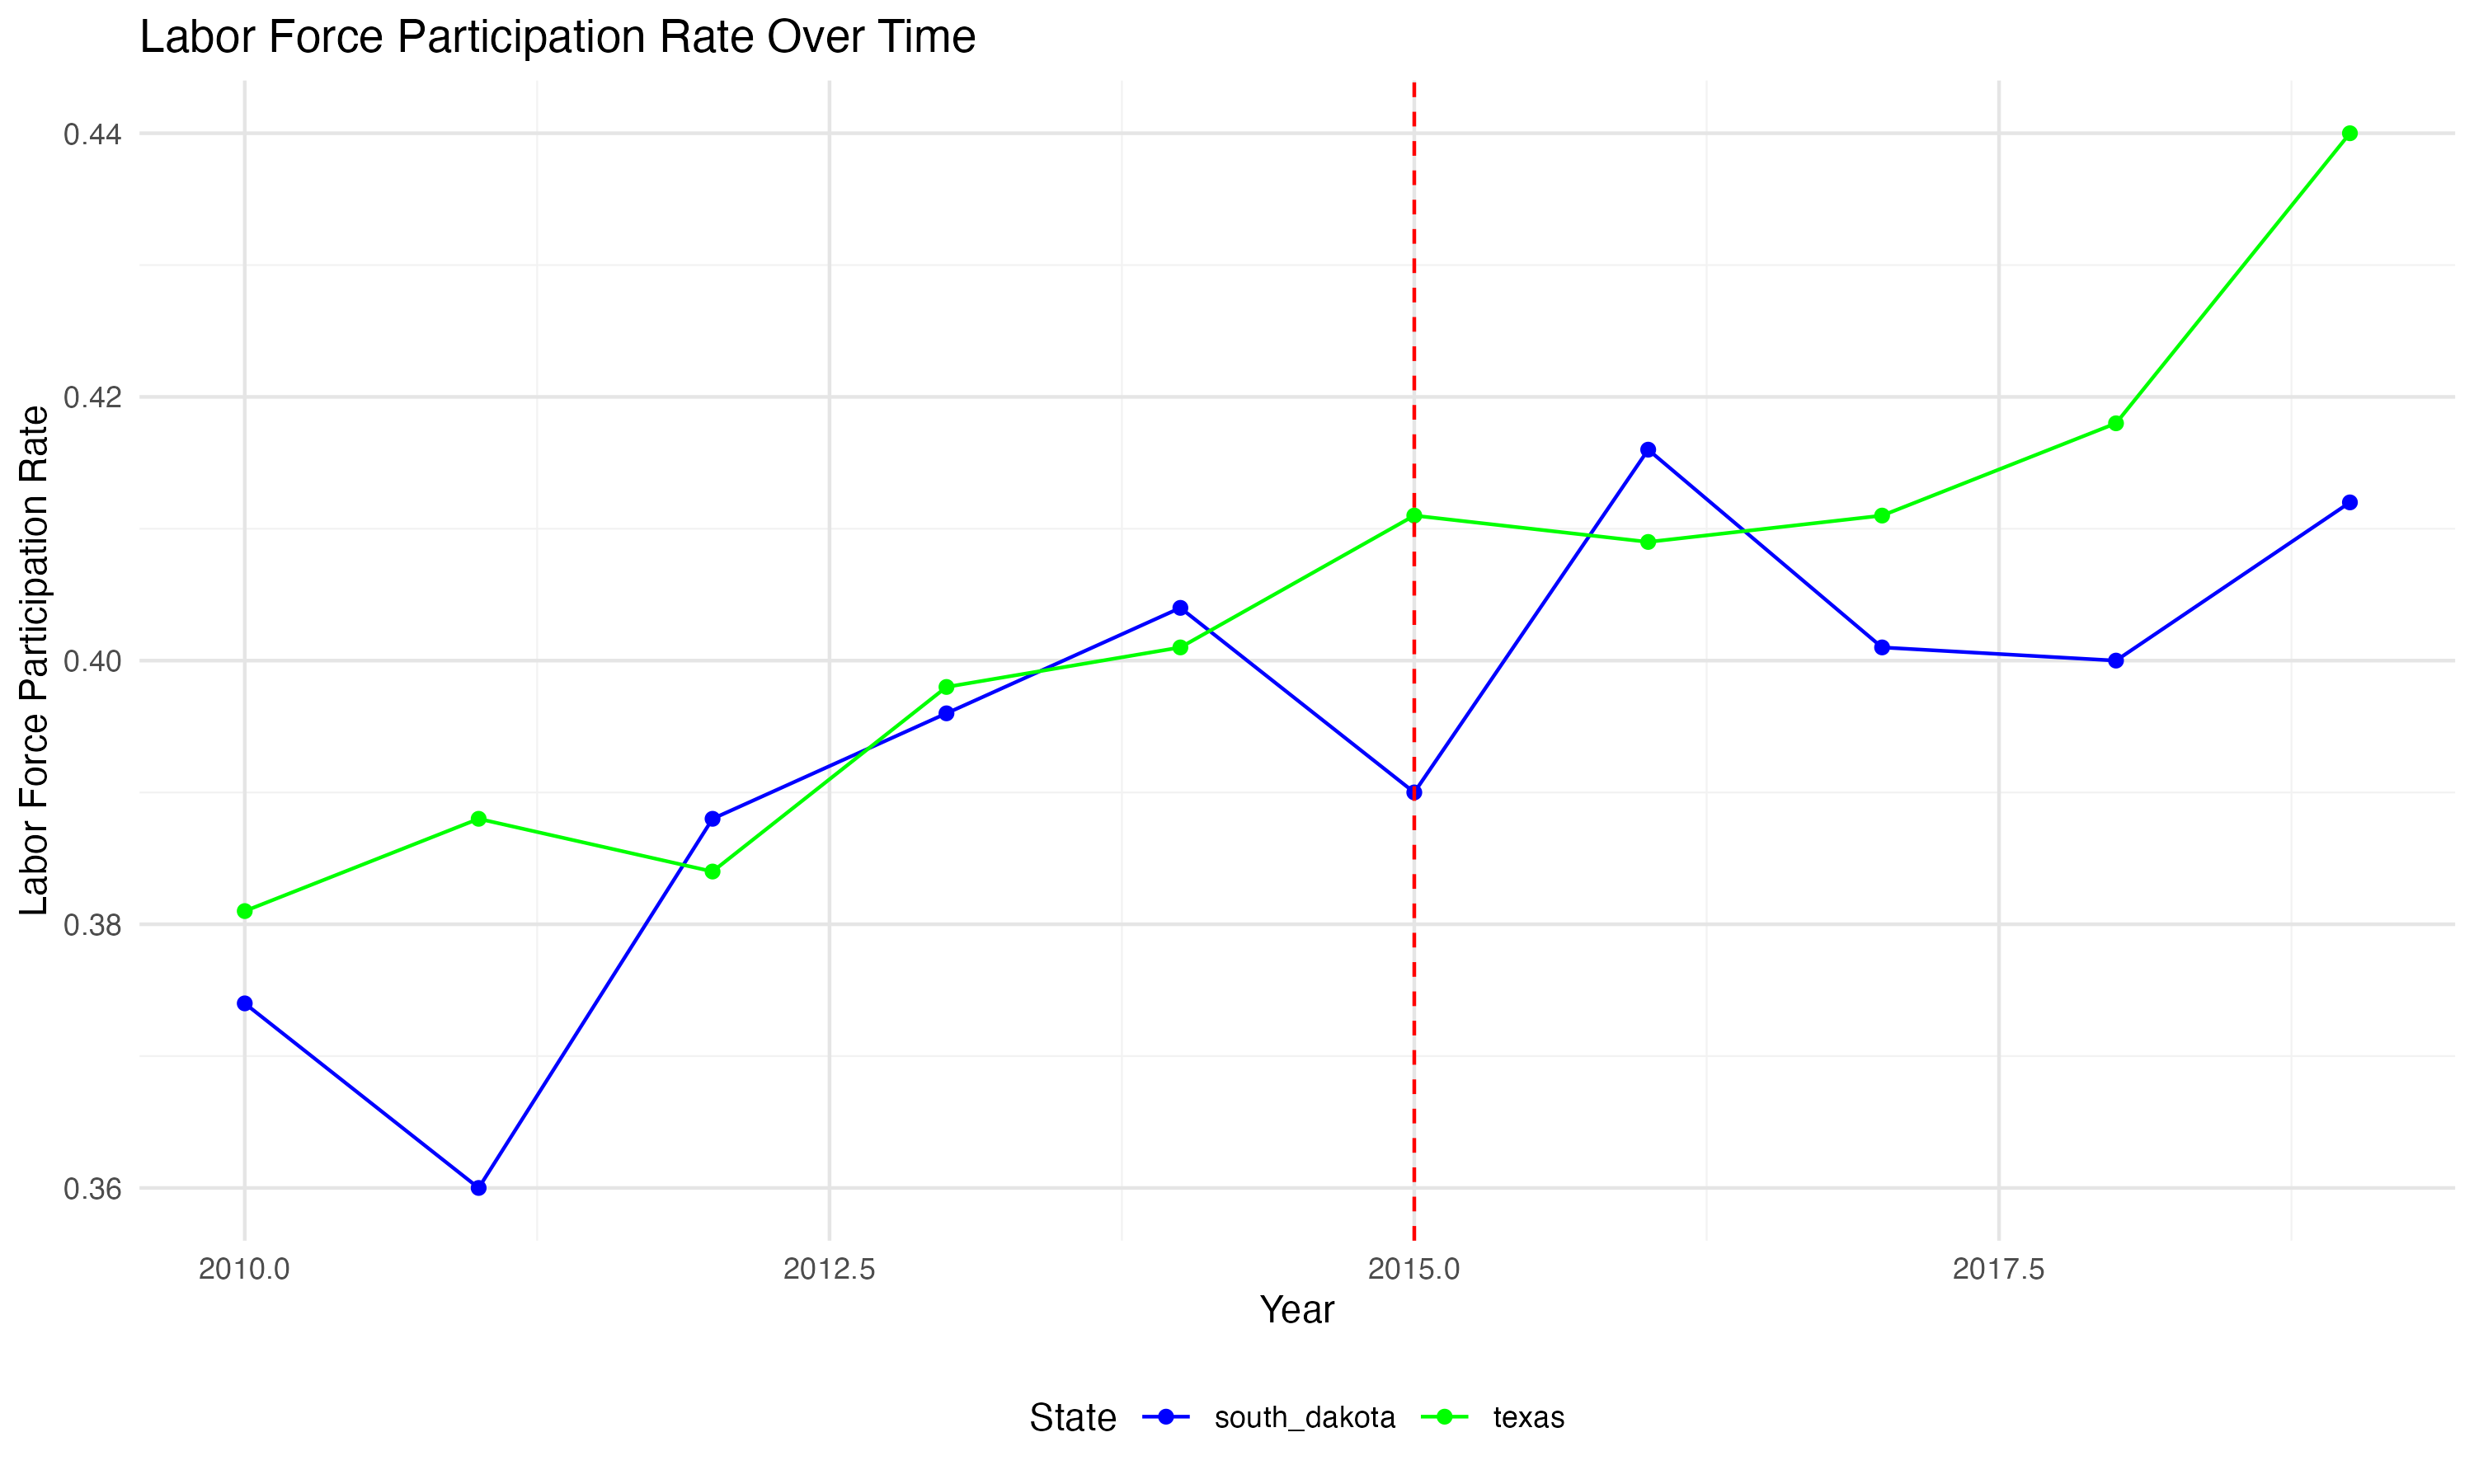 Labor Force Participation Rate Over Time
Labor Force Participation Rate
0.44
0.42
0.40
0.38
0.36
2010.0 2012.5 2015.0 2017.5
Year
State south_dakota texas